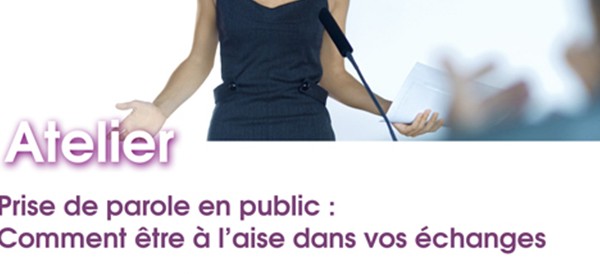 Atelier
Prise de parole en public :
Comment être à l'aise dans vos échanges